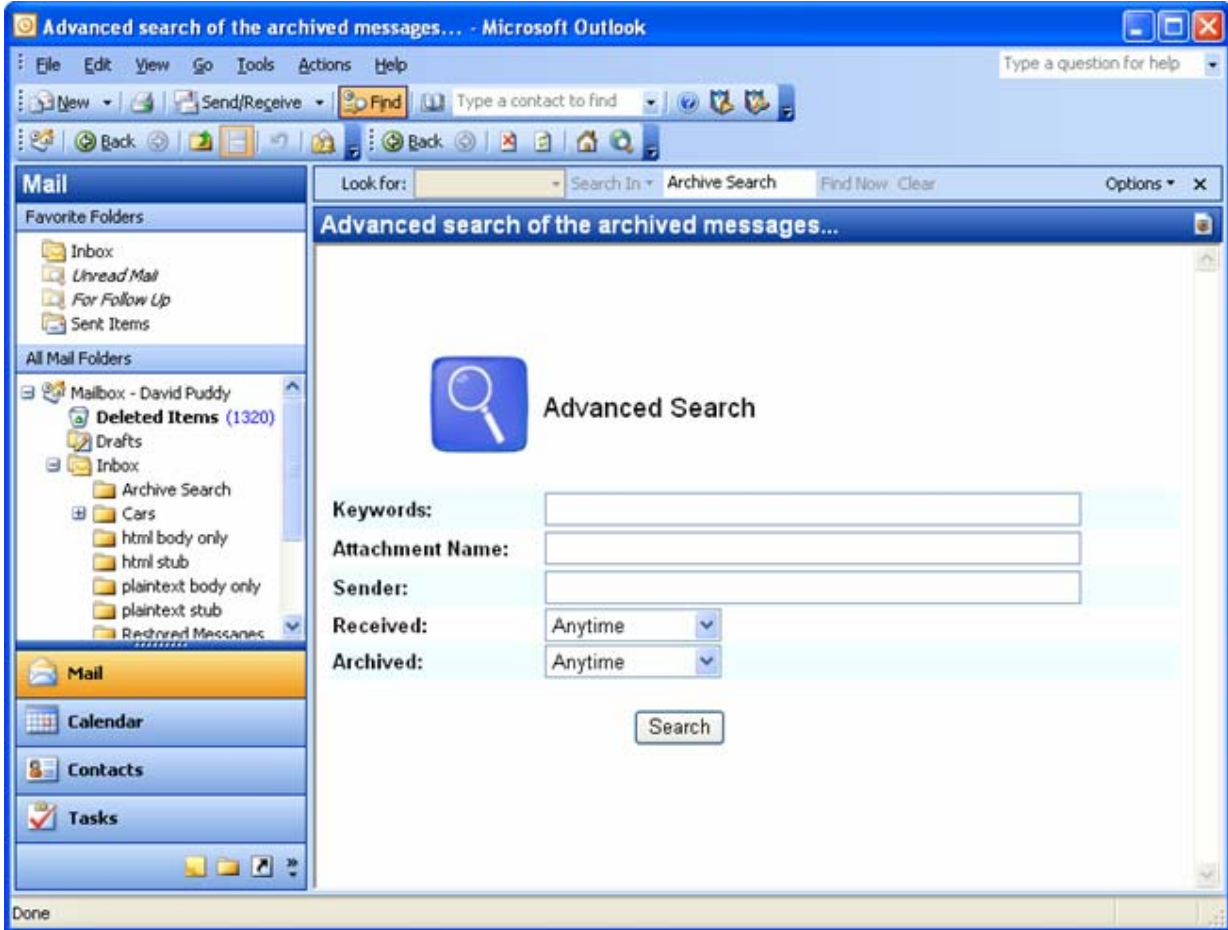 Advanced search of the archived messages... - Microsoft Outlook
File Edit View Go Tools Actions Help
Type a question for help
New Send/Receive Find Type a contact to find
Back Back
Mail
Look for: Search In Archive Search Find Now Clear Options
Favorite Folders
Advanced search of the archived messages...
Inbox
Unread Mail
For Follow Up
Sent Items
All Mail Folders
Mailbox - David Puddy
Deleted Items (1320)
Drafts
Inbox
Archive Search
Cars
html body only
html stub
plaintext body only
plaintext stub
Restored Messages
Mail
Calendar
Contacts
Tasks
Advanced Search
Keywords:
Attachment Name:
Sender:
Received: Anytime
Archived: Anytime
Search
Done